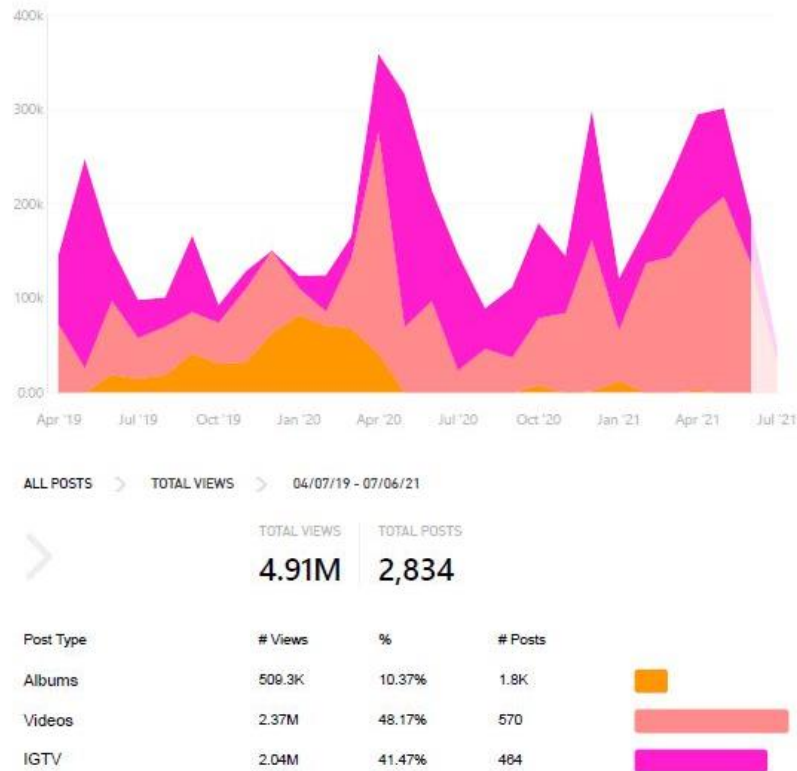 400k
300k
200k
100k
0.00
Apr '19 Jul '19 Oct '19 Jan '20 Apr '20 Jul '20 Oct '20 Jan '21 Apr '21 Jul '21
ALL POSTS TOTAL VIEWS 04/07/19 - 07/06/21
TOTAL VIEWS TOTAL POSTS
4.91M 2,834
Post Type # Views % # Posts
Albums 509.3K 10.37% 1.8K
Videos 2.37M 48.17% 570
IGTV 2.04M 41.47% 464